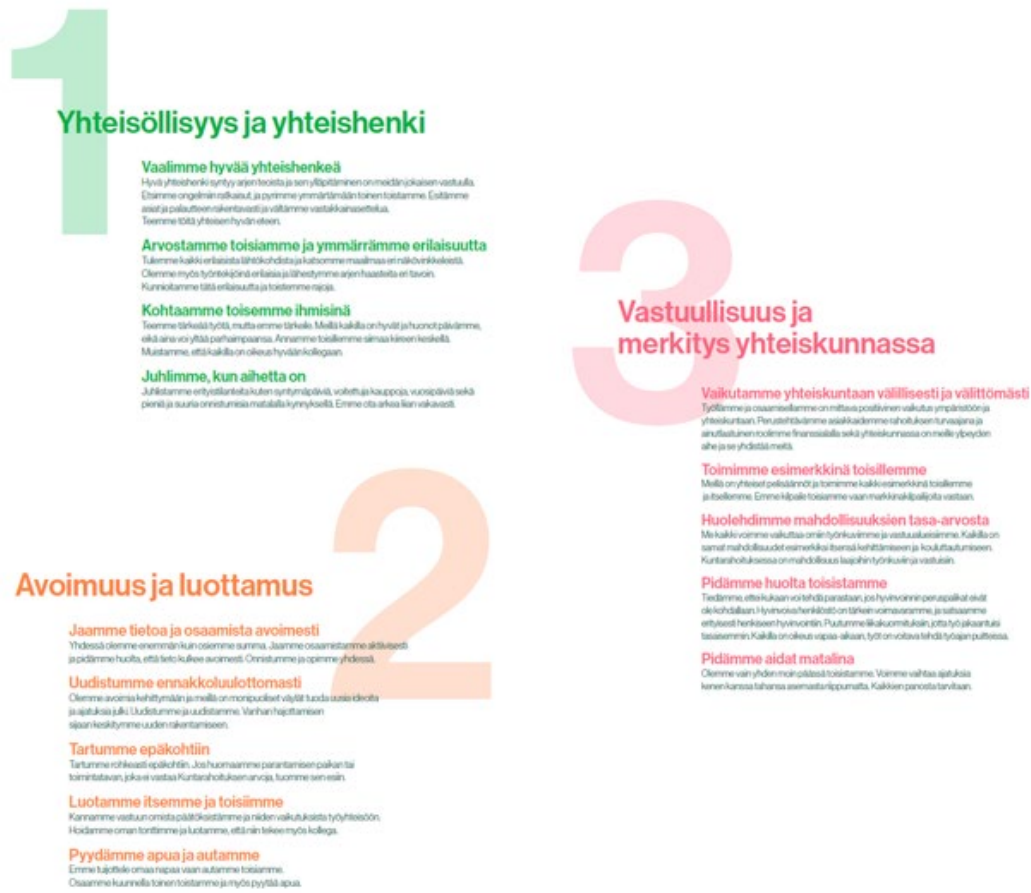 1
Yhteisöllisyys ja yhteishenki
Vaalimme hyvää yhteishenkeä
Hyvä yhteishenki syntyy arjen teoista ja sen ylläpitäminen on meidän jokaisen vastuulla.
Etsimme ongelmiin ratkaisut, ja pyrimme ymmärtämään toinen toistamme. Esitämme
asiat ja palautteen rakentavasti ja vältämme vastakkainasettelua.
Teemme töitä yhteisen hyvän eteen.
Arvostamme toisiamme ja ymmärrämme erilaisuutta
Tulemme kaikki erilaisista lähtökohdista ja katsomme maailmaa eri näkövinkkeleistä.
Olemme myös työntekijöinä erilaisia ja lähestymme arjen haasteita eri tavoin.
Kunnioitamme tätä erilaisuutta ja toistemme rajoja.
Kohtaamme toisemme ihmisinä
Teemme tärkeää työtä, mutta emme tärkeile. Meillä kaikilla on hyvät ja huonot päivämme,
eikä aina voi yltää parhaimpaansa. Annamme toisillemme siimaa kiireen keskellä.
Muistamme, että kaikilla on oikeus hyvään kollegaan.
Juhlimme, kun aihetta on
Juhlistamme erityistilanteita kuten syntymäpäiviä, voitettuja kauppoja, vuosipäiviä sekä
pieniä ja suuria onnistumisia matalalla kynnyksellä. Emme ota arkea liian vakavasti.
2
Avoimuus ja luottamus
Jaamme tietoa ja osaamista avoimesti
Yhdessä olemme enemmän kuin osiemme summa. Jaamme osaamistamme aktiivisesti
ja pidämme huolta, että tieto kulkee avoimesti. Onnistumme ja opimme yhdessä.
Uudistumme ennakkoluulottomasti
Olemme avoimia kehittymään ja meillä on monipuoliset väylät tuoda uusia ideoita
ja ajatuksia julki. Uudistumme ja uudistamme. Vanhan hajottamisen
sijaan keskitymme uuden rakentamiseen.
Tartumme epäkohtiin
Tartumme rohkeasti epäkohtiin. Jos huomaamme parantamisen paikan tai
toimintatavan, joka ei vastaa Kuntarahoituksen arvoja, tuomme sen esiin.
Luotamme itsemme ja toisiimme
Kannamme vastuun omista päätöksistämme ja niiden vaikutuksista työyhteisöön.
Hoidamme oman tonttimme ja luotamme, että niin tekee myös kollega.
Pyydämme apua ja autamme
Emme tuijottele omaa napaa vaan autamme toisiamme.
Osaamme kuunnella toinen toistamme ja myös pyytää apua.
3
Vastuullisuus ja
merkitys yhteiskunnassa
Vaikutamme yhteiskuntaan välillisesti ja välittömästi
Työllämme ja osaamisellamme on mittava positiivinen vaikutus ympäristöön ja
yhteiskuntaan. Perustehtävämme asiakkaidemme rahoituksen turvaajana ja
ainutlaatuinen roolimme finanssialalla sekä yhteiskunnassa on meille ylpeyden
aihe ja se yhdistää meitä.
Toimimme esimerkkinä toisillemme
Meillä on yhteiset pelisäännöt ja toimimme kaikki esimerkkinä toisillemme
ja itsellemme. Emme kilpaile toisiamme vaan markkinakilpailijoita vastaan.
Huolehdimme mahdollisuuksien tasa-arvosta
Me kaikki voimme vaikuttaa omiin työnkuviimme ja vastuualueisiimme. Kaikilla on
samat mahdollisuudet esimerkiksi itsensä kehittämiseen ja kouluttautumiseen.
Kuntarahoituksessa on mahdollisuus laajoihin työnkuviin ja vastuisiin.
Pidämme huolta toisistamme
Tiedämme, ettei kukaan voi tehdä parastaan, jos hyvinvoinnin peruspalikat eivät
ole kohdallaan. Hyvinvoiva henkilöstö on tärkein voimavaramme, ja satsaamme
erityisesti henkiseen hyvinvointiin. Puutumme liikakuormituksiin, jotta työ jakaantuisi
tasaisemmin. Kaikilla on oikeus vapaa-aikaan, työt on voitava tehdä työajan puitteissa.
Pidämme aidat matalina
Olemme vain yhden moin päässä toisistamme. Voimme vaihtaa ajatuksia
kenen kanssa tahansa asemasta riippumatta. Kaikkien panosta tarvitaan.